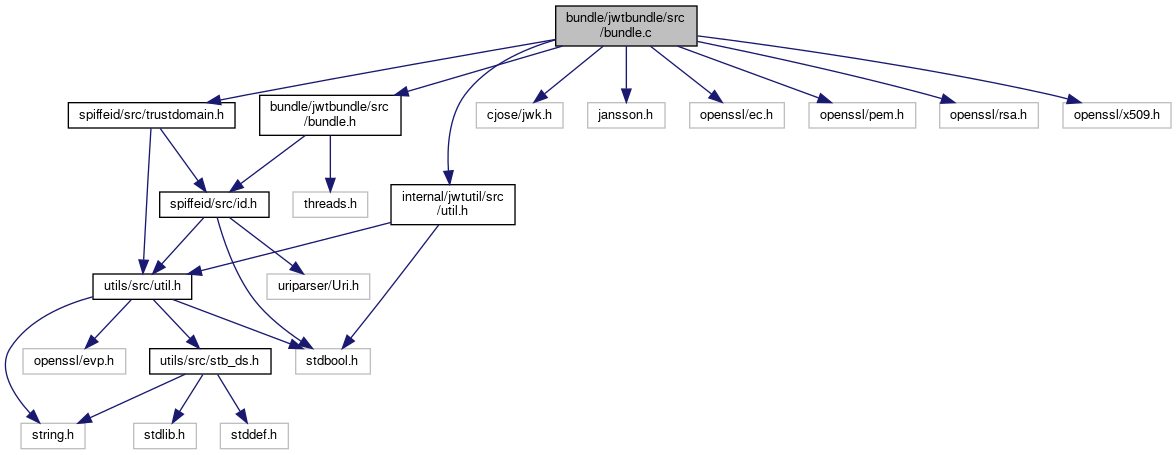 bundle/jwtbundle/src
/bundle.c
spiffeid/src/trustdomain.h
bundle/jwtbundle/src
/bundle.h
cjose/jwk.h
jansson.h
openssl/ec.h
openssl/pem.h
openssl/rsa.h
openssl/x509.h
spiffeid/src/id.h
threads.h
internal/jwtutil/src
/util.h
utils/src/util.h
uriparser/Uri.h
openssl/evp.h
utils/src/stb_ds.h
stdbool.h
string.h
stdlib.h
stddef.h